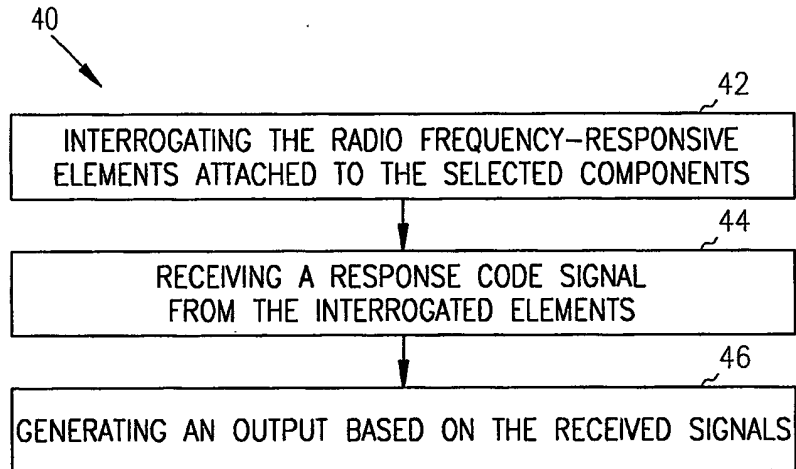 40
42
INTERROGATING THE RADIO FREQUENCY-RESPONSIVE
ELEMENTS ATTACHED TO THE SELECTED COMPONENTS
44
RECEIVING A RESPONSE CODE SIGNAL
FROM THE INTERROGATED ELEMENTS
46
GENERATING AN OUTPUT BASED ON THE RECEIVED SIGNALS